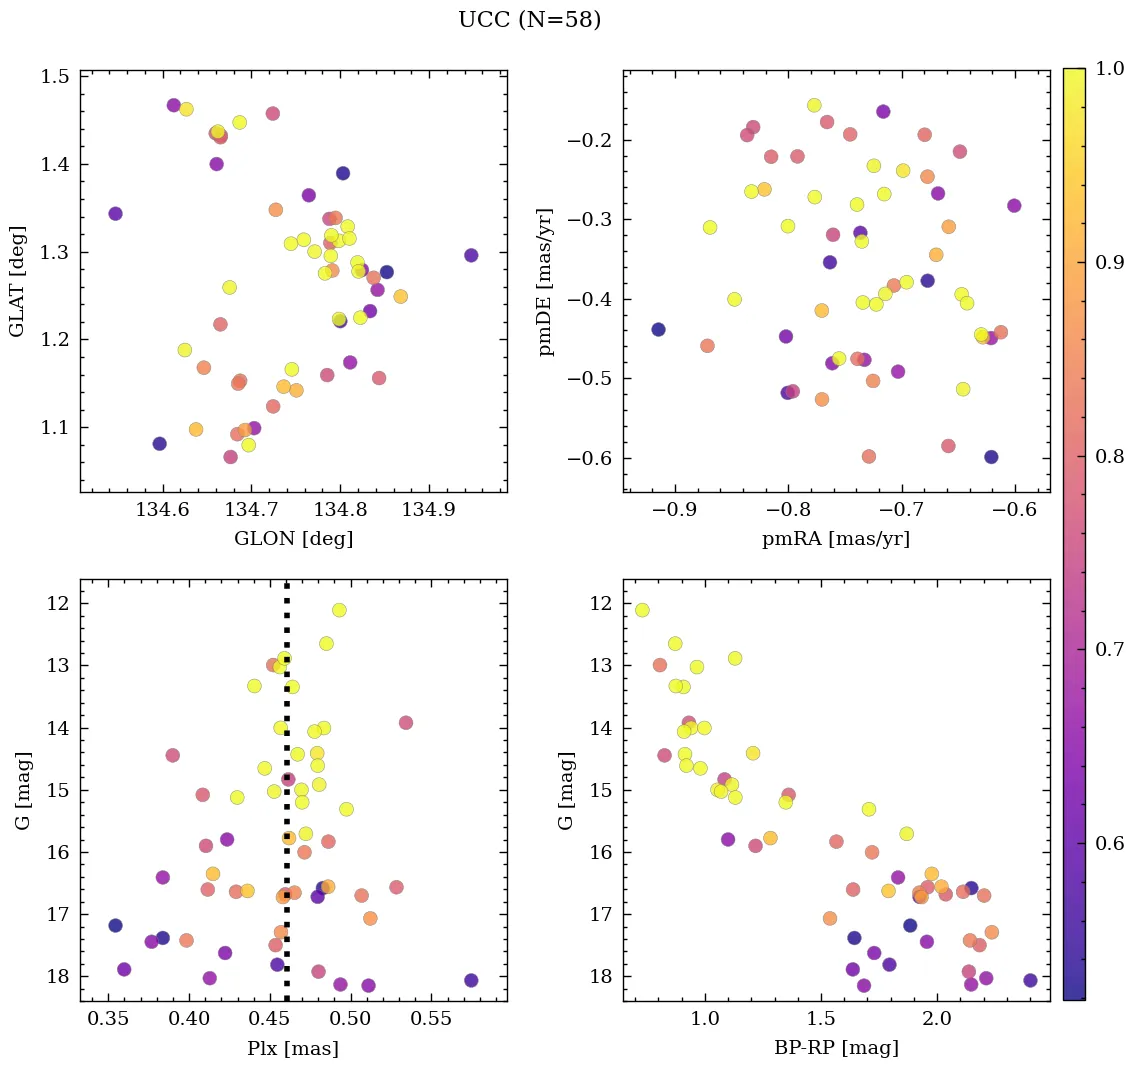 UCC (N=58)
1.5
1.4
1.3
1.2
1.1
GLAT [deg]
134.6 134.7 134.8 134.9
GLON [deg]
−0.2
−0.3
−0.4
−0.5
−0.6
pmDE [mas/yr]
−0.9 −0.8 −0.7 −0.6
pmRA [mas/yr]
12
13
14
15
16
17
18
G [mag]
0.35 0.40 0.45 0.50 0.55
Plx [mas]
12
13
14
15
16
17
18
G [mag]
1.0 1.5 2.0
BP-RP [mag]
1.0
0.9
0.8
0.7
0.6